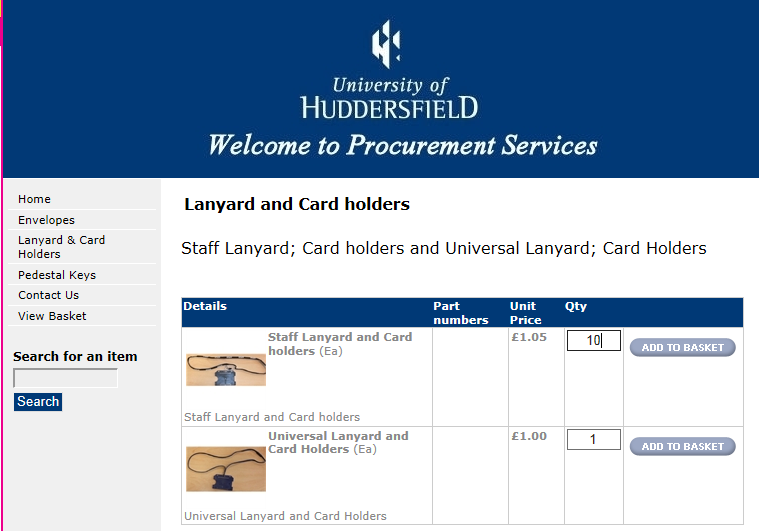 University of
HUDDERSFIELD
Welcome to Procurement Services
Home
Envelopes
Lanyard & Card
Holders
Pedestal Keys
Contact Us
View Basket
Search for an item
Search
Lanyard and Card holders
Staff Lanyard; Card holders and Universal Lanyard; Card Holders
Details Part numbers Unit Price Qty
Staff Lanyard and Card
holders (Ea)
£1.05 10 ADD TO BASKET
Staff Lanyard and Card holders
Universal Lanyard and
Card Holders (Ea)
£1.00 1 ADD TO BASKET
Universal Lanyard and Card Holders